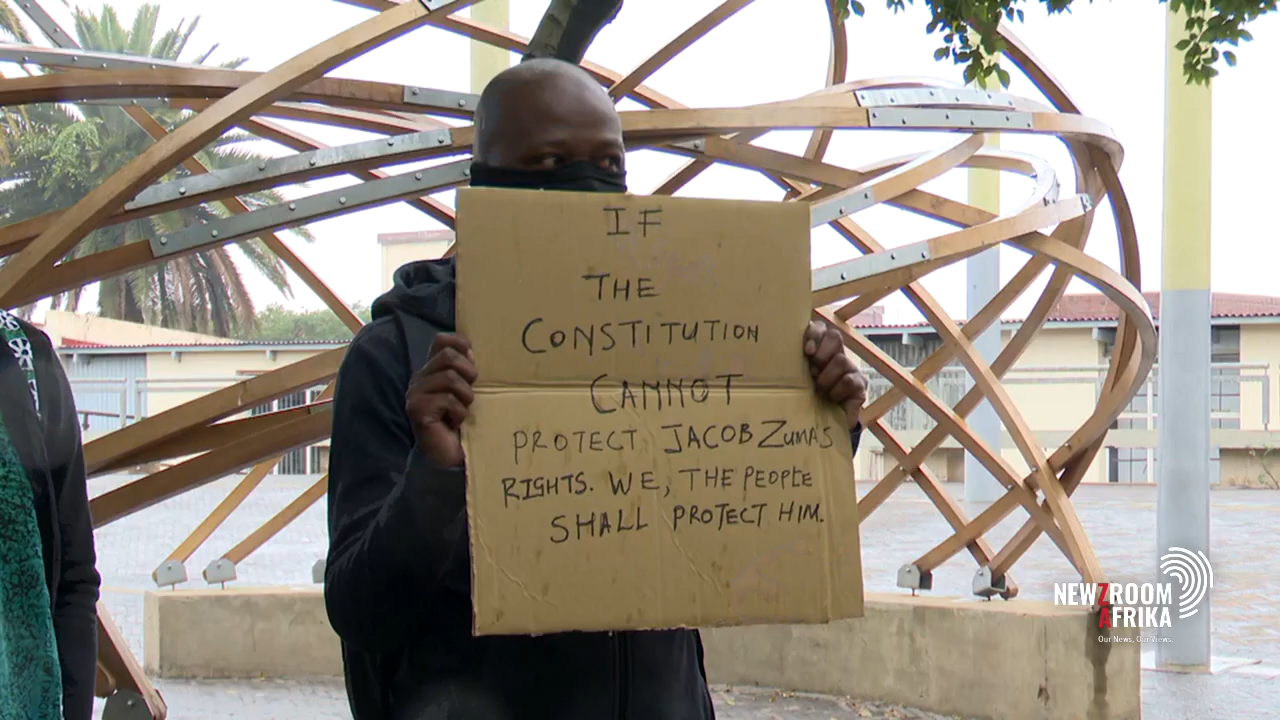 IF
THE
CONSTITUTION
CANNOT
PROTECT JACOB ZUMAS
RIGHTS. WE, THE PEOPLE
SHALL PROTECT HIM.
NEWZROOM
AFRIKA
Our News, Our Views.